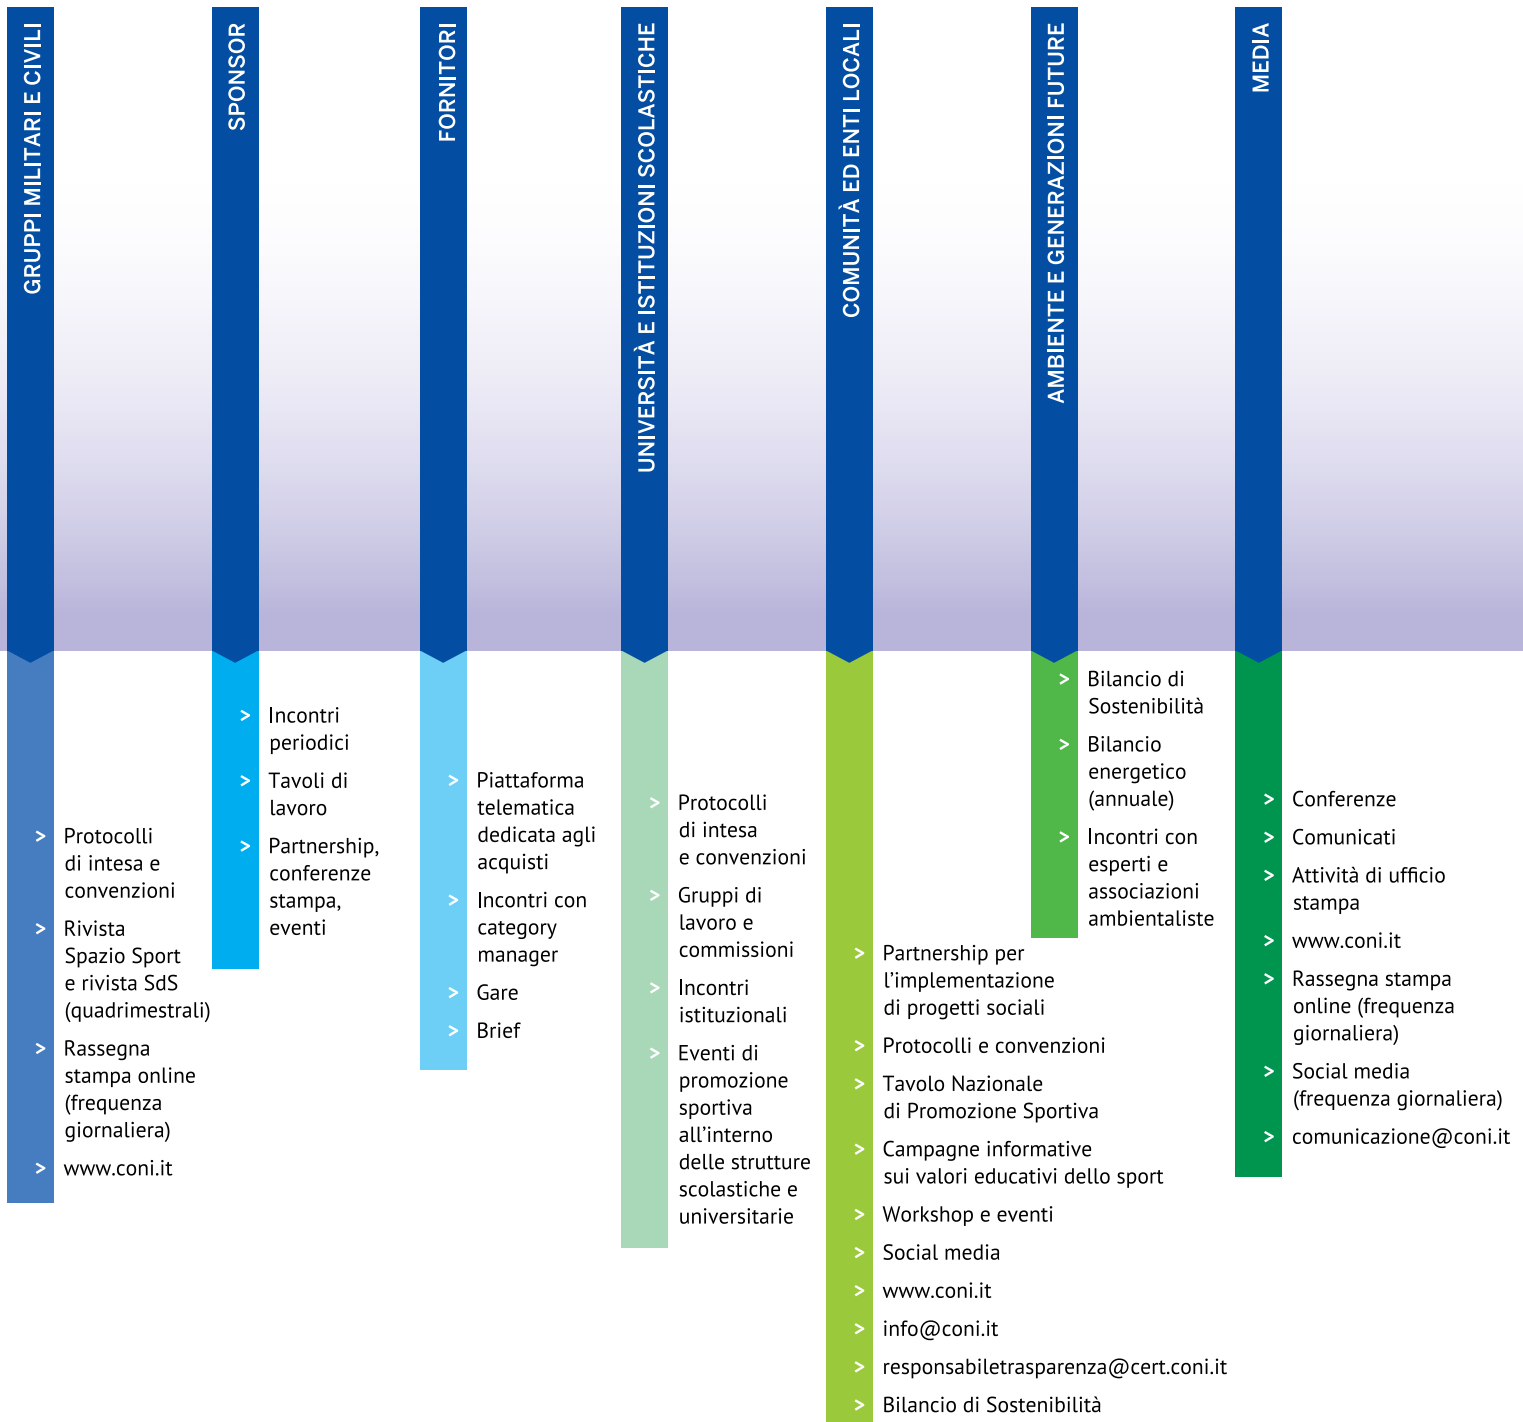 GRUPPI MILITARI E CIVILI
> Protocolli
di intesa e
convenzioni
> Rivista
Spazio Sport
e rivista SdS
(quadrimestrali)
> Rassegna
stampa online
(frequenza
giornaliera)
> www.coni.it
SPONSOR
> Incontri
periodici
> Tavoli di
lavoro
> Partnership,
conferenze
stampa,
eventi
FORNITORI
> Piattaforma
telematica
dedicata agli
acquisti
> Incontri con
category
manager
> Gare
> Brief
UNIVERSITÀ E ISTITUZIONI SCOLASTICHE
> Protocolli
di intesa
e convenzioni
> Gruppi di
lavoro e
commissioni
> Incontri
istituzionali
> Eventi di
promozione
sportiva
all’interno
delle strutture
scolastiche e
universitarie
COMUNITÀ ED ENTI LOCALI
> Partnership per
l’implementazione
di progetti sociali
> Protocolli e convenzioni
> Tavolo Nazionale
di Promozione Sportiva
> Campagne informative
sui valori educativi dello sport
> Workshop e eventi
> Social media
> www.coni.it
> info@coni.it
> responsabiletrasparenza@cert.coni.it
> Bilancio di Sostenibilità
AMBIENTE E GENERAZIONI FUTURE
> Bilancio di
Sostenibilità
> Bilancio
energetico
(annuale)
> Incontri con
esperti e
associazioni
ambientaliste
MEDIA
> Conferenze
> Comunicati
> Attività di ufficio
stampa
> www.coni.it
> Rassegna stampa
online (frequenza
giornaliera)
> Social media
(frequenza giornaliera)
> comunicazione@coni.it